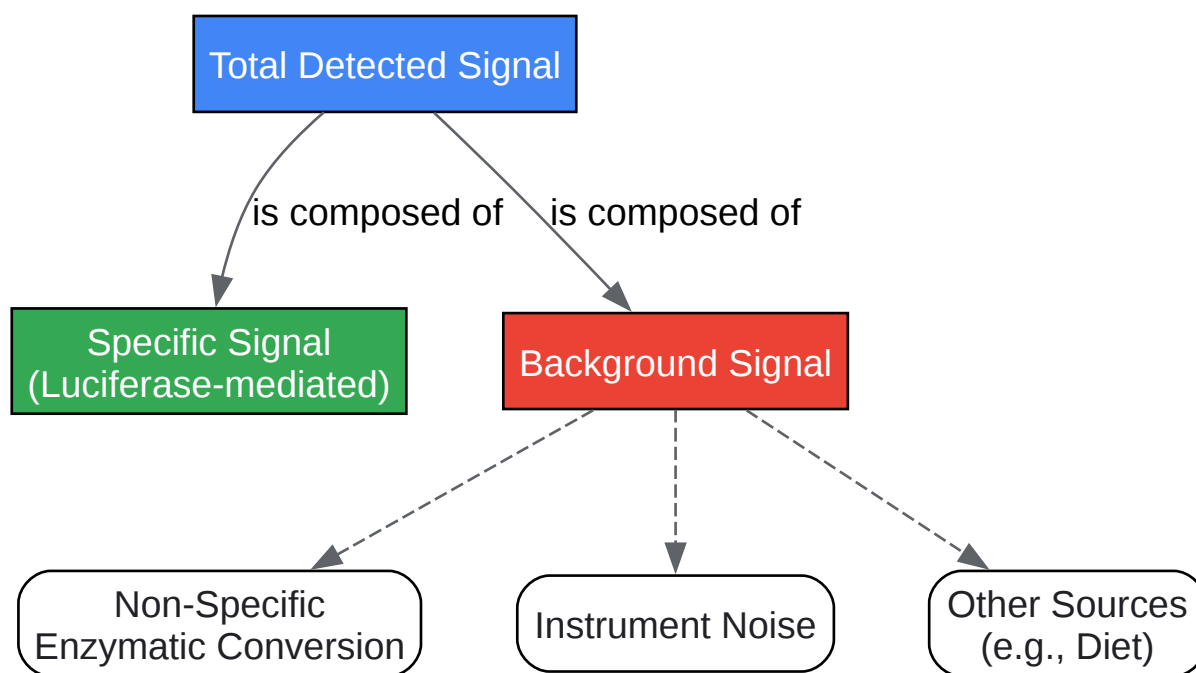 Total Detected Signal
is composed of
is composed of
Specific Signal
(Luciferase-mediated)
Background Signal
Non-Specific
Enzymatic Conversion
Instrument Noise
Other Sources
(e.g., Diet)